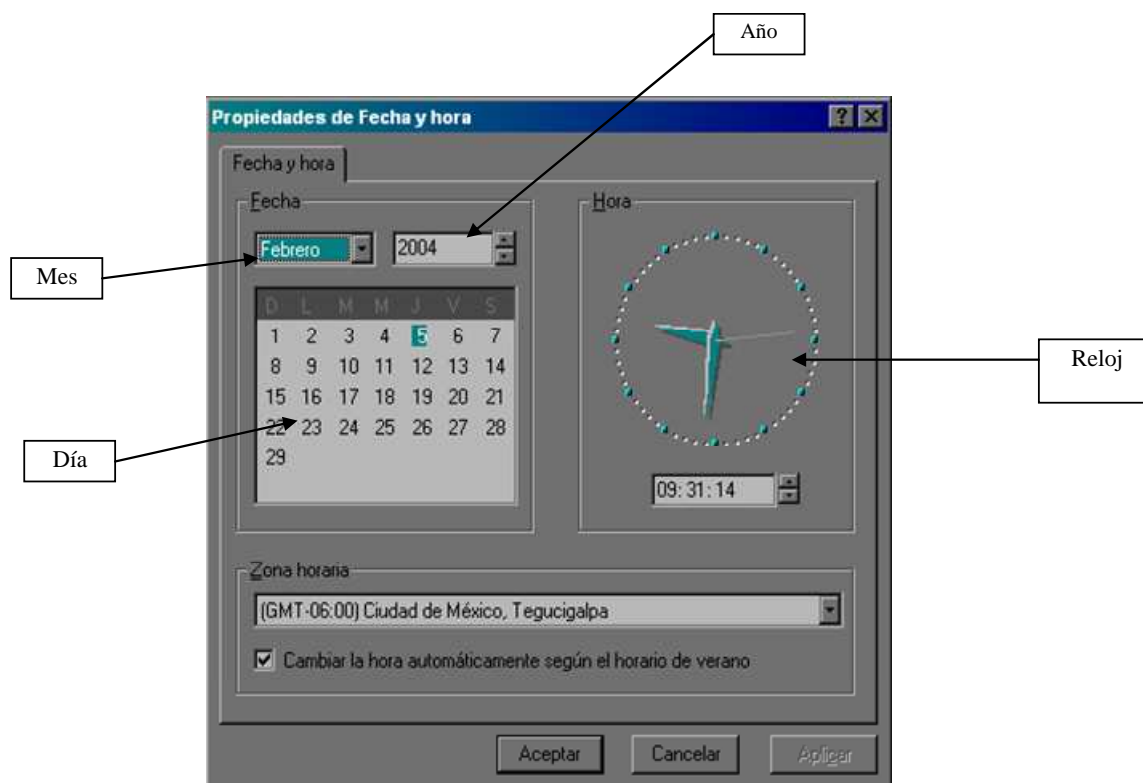 Año
Propiedades de Fecha y hora
Fecha y hora
Fecha
Hora
Febrero
2004
Mes
D L M M J V S
1 2 3 4 5 6 7
8 9 10 11 12 13 14
Reloj
15 16 17 18 19 20 21
22 23 24 25 26 27 28
Día
29
09:31:14
Zona horaria
(GMT-06:00) Ciudad de México, Tegucigalpa
Cambiar la hora automáticamente según el horario de verano
Aceptar
Cancelar
Aplicar